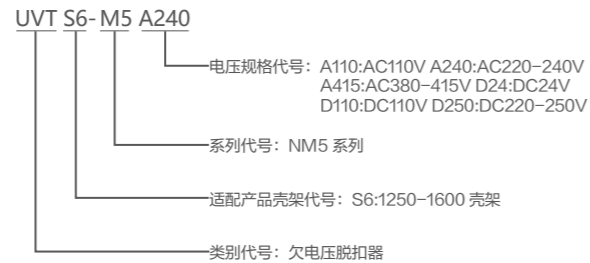 UVT S6-M5 A240
电压规格代号：A110:AC110V A240:AC220-240V
A415:AC380-415V D24:DC24V
D110:DC110V D250:DC220-250V
系列代号：NM5 系列
适配产品壳架代号：S6:1250-1600 壳架
类别代号：欠电压脱扣器